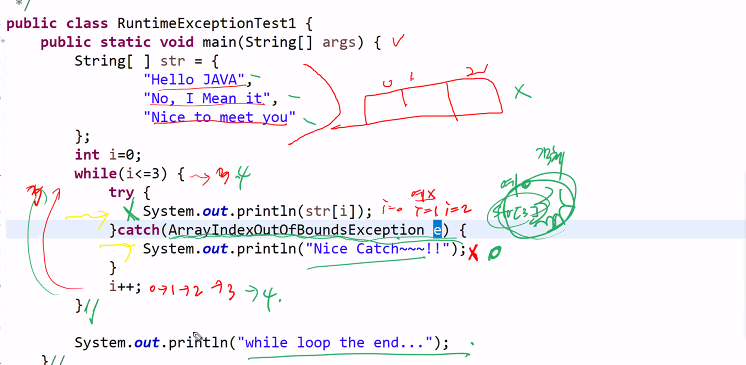 */
public class RuntimeExceptionTest1 {
public static void main(String[] args) { ✓
String[ ] str = {
"Hello JAVA",
"No, I Mean it",
"Nice to meet you"
0 1 2
X
};
int i=0;
while(i<=3) { → 3 4
try {
X System.out.println(str[i]); i=0 i=1 i=2
str[3]
}catch(ArrayIndexOutOfBoundsException e) {
System.out.println("Nice Catch~~~!!"); X O
}
i++; 0→1→2→3→4.
}//
System.out.println("while loop the end...");
}//